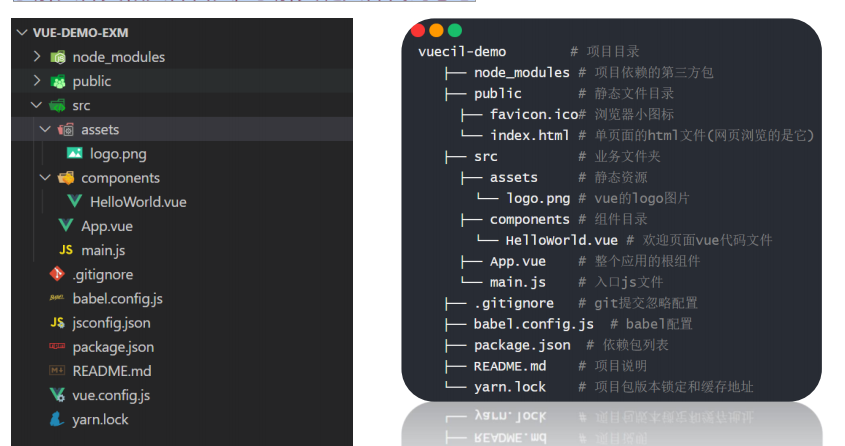 VUE-DEMO-EXM
node_modules
public
src
assets
logo.png
components
HelloWorld.vue
App.vue
JS main.js
.gitignore
babel.config.js
JS jsconfig.json
package.json
README.md
vue.config.js
yarn.lock
vuecil-demo # 项目目录
├── node_modules # 项目依赖的第三方包
├── public # 静态文件目录
├── favicon.ico# 浏览器小图标
└── index.html # 单页面的html文件(网页浏览的是它)
├── src # 业务文件夹
├── assets # 静态资源
└── logo.png # vue的logo图片
├── components # 组件目录
└── HelloWorld.vue # 欢迎页面vue代码文件
├── App.vue # 整个应用的根组件
└── main.js # 入口js文件
├── .gitignore # git提交忽略配置
├── babel.config.js # babel配置
├── package.json # 依赖包列表
├── README.md # 项目说明
└── yarn.lock # 项目包版本锁定和缓存地址